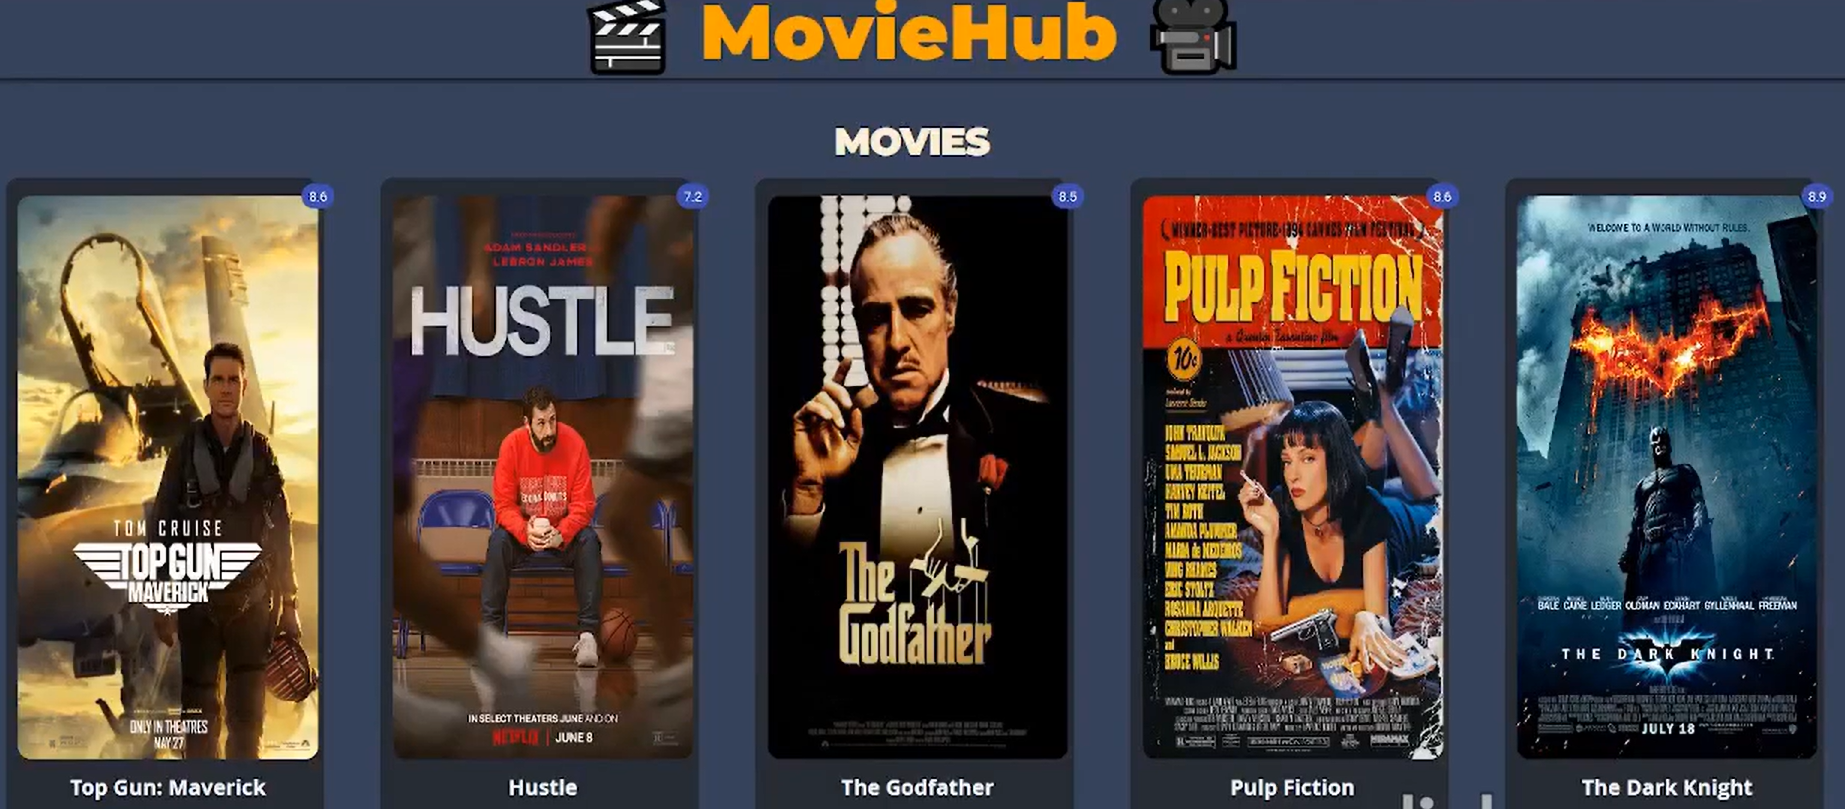 MovieHub
MOVIES
8.6
7.2
8.5
8.6
8.9
TOM CRUISE
TOP GUN
MAVERICK
ONLY IN THEATRES
MAY 27
ADAM SANDLER
LEBRON JAMES
HUSTLE
IN SELECT THEATERS JUNE AND ON
NETFLIX | JUNE 8
The
Godfather
WINNER-BEST PICTURE-1994 CANNES FILM FESTIVAL
PULP FICTION
a Quentin Tarantino film
10¢
JOHN TRAVOLTA
SAMUEL L. JACKSON
UMA THURMAN
HARVEY KEITEL
TIM ROTH
AMANDA PLUMMER
MARIA de MEDEIROS
VING RHAMES
ERIC STOLTZ
ROSANNA ARQUETTE
CHRISTOPHER WALKEN
and
BRUCE WILLIS
MIRAMAX
WELCOME TO A WORLD WITHOUT RULES.
BALE CAINE LEDGER OLDMAN ECKHART GYLLENHAAL FREEMAN
THE DARK KNIGHT
JULY 18
Top Gun: Maverick
Hustle
The Godfather
Pulp Fiction
The Dark Knight